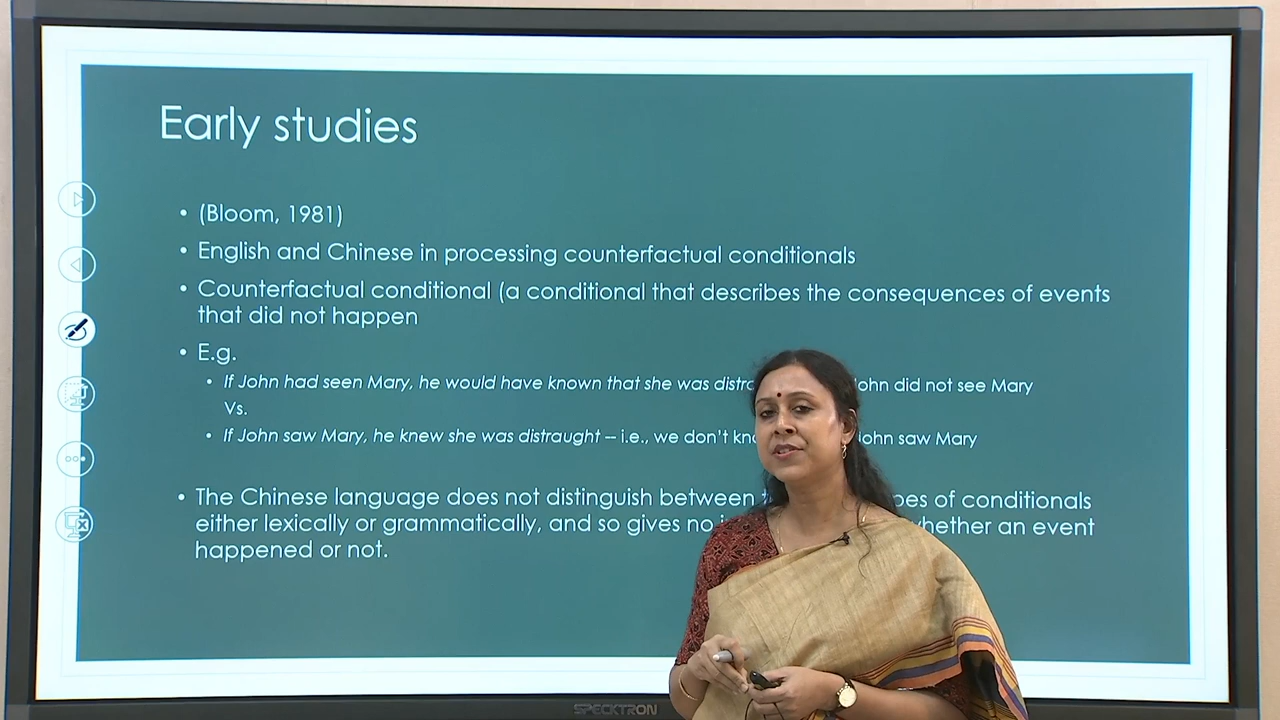 Early studies
• (Bloom, 1981)
• English and Chinese in processing counterfactual conditionals
• Counterfactual conditional (a conditional that describes the consequences of events
that did not happen
• E.g.
• If John had seen Mary, he would have known that she was John did not see Mary
Vs.
• If John saw Mary, he knew she was distraught -- i.e., we don't John saw Mary
• The Chinese language does not distinguish between of conditionals
either lexically or grammatically, and so gives no whether an event
happened or not.
SPECKTRON